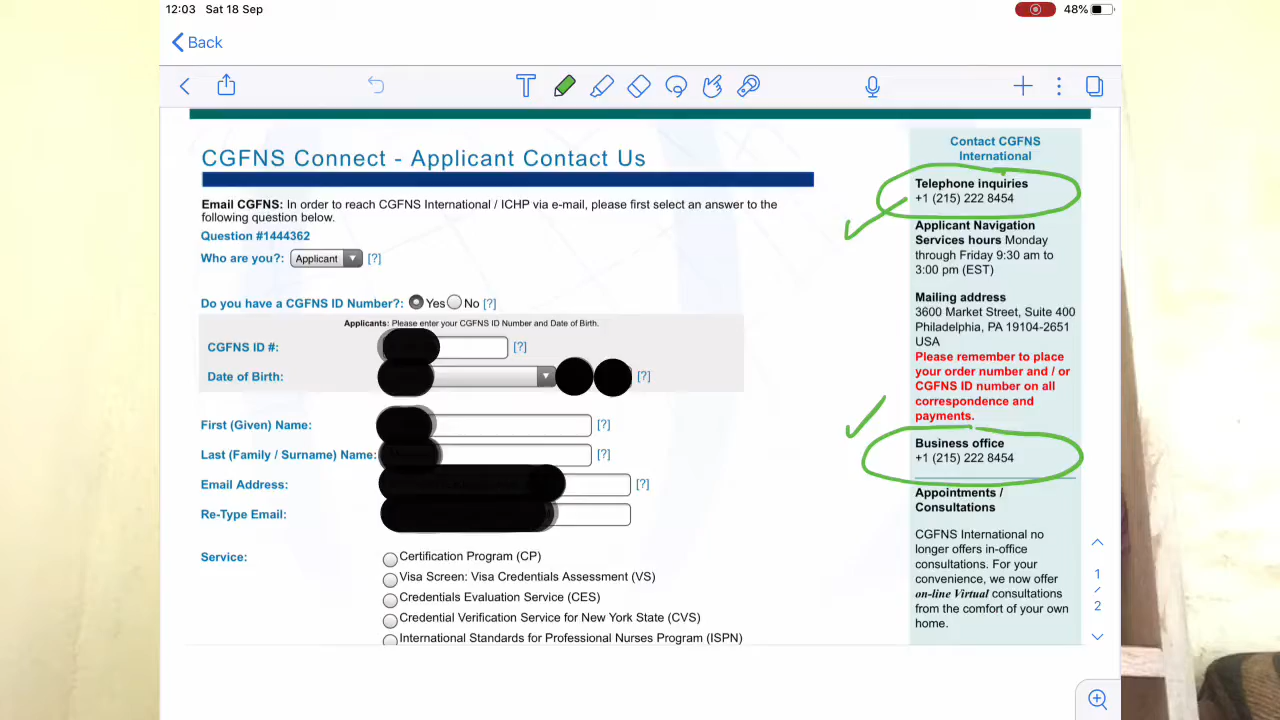 12:03 Sat 18 Sep
48%
Back
CGFNS Connect - Applicant Contact Us
Email CGFNS: In order to reach CGFNS International / ICHP via e-mail, please first select an answer to the
following question below.
Question #1444362
Who are you?: Applicant [?]
Do you have a CGFNS ID Number?: Yes No [?]
Applicants: Please enter your CGFNS ID Number and Date of Birth.
CGFNS ID #: [?]
Date of Birth: [?]
First (Given) Name: [?]
Last (Family / Surname) Name: [?]
Email Address: [?]
Re-Type Email:
Service: Certification Program (CP)
Visa Screen: Visa Credentials Assessment (VS)
Credentials Evaluation Service (CES)
Credential Verification Service for New York State (CVS)
International Standards for Professional Nurses Program (ISPN)
Contact CGFNS
International
Telephone inquiries
+1 (215) 222 8454
Applicant Navigation
Services hours Monday
through Friday 9:30 am to
3:00 pm (EST)
Mailing address
3600 Market Street, Suite 400
Philadelphia, PA 19104-2651
USA
Please remember to place
your order number and / or
CGFNS ID number on all
correspondence and
payments.
Business office
+1 (215) 222 8454
Appointments /
Consultations
CGFNS International no
longer offers in-office
consultations. For your
convenience, we now offer
on-line Virtual consultations
from the comfort of your own
home.
1
/
2